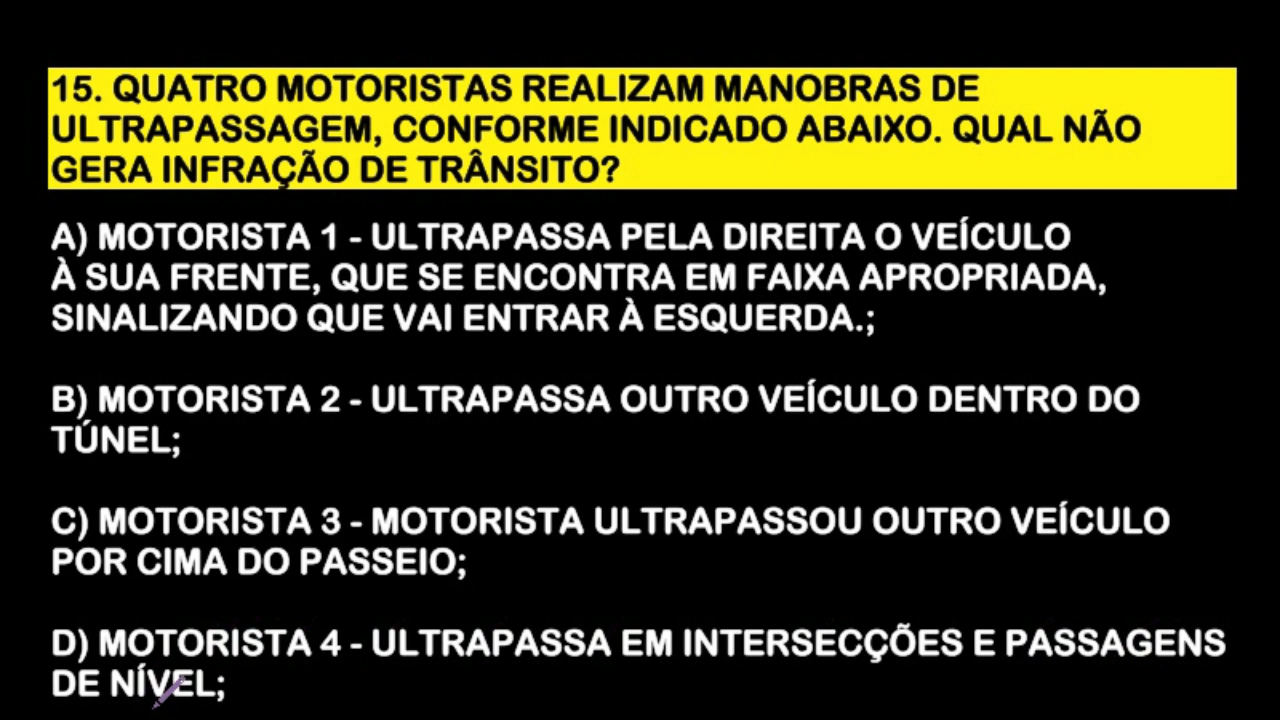 15. QUATRO MOTORISTAS REALIZAM MANOBRAS DE
ULTRAPASSAGEM, CONFORME INDICADO ABAIXO. QUAL NÃO
GERA INFRAÇÃO DE TRÂNSITO?
A) MOTORISTA 1 - ULTRAPASSA PELA DIREITA O VEÍCULO
À SUA FRENTE, QUE SE ENCONTRA EM FAIXA APROPRIADA,
SINALIZANDO QUE VAI ENTRAR À ESQUERDA.;
B) MOTORISTA 2 - ULTRAPASSA OUTRO VEÍCULO DENTRO DO
TÚNEL;
C) MOTORISTA 3 - MOTORISTA ULTRAPASSOU OUTRO VEÍCULO
POR CIMA DO PASSEIO;
D) MOTORISTA 4 - ULTRAPASSA EM INTERSECÇÕES E PASSAGENS
DE NÍVEL;